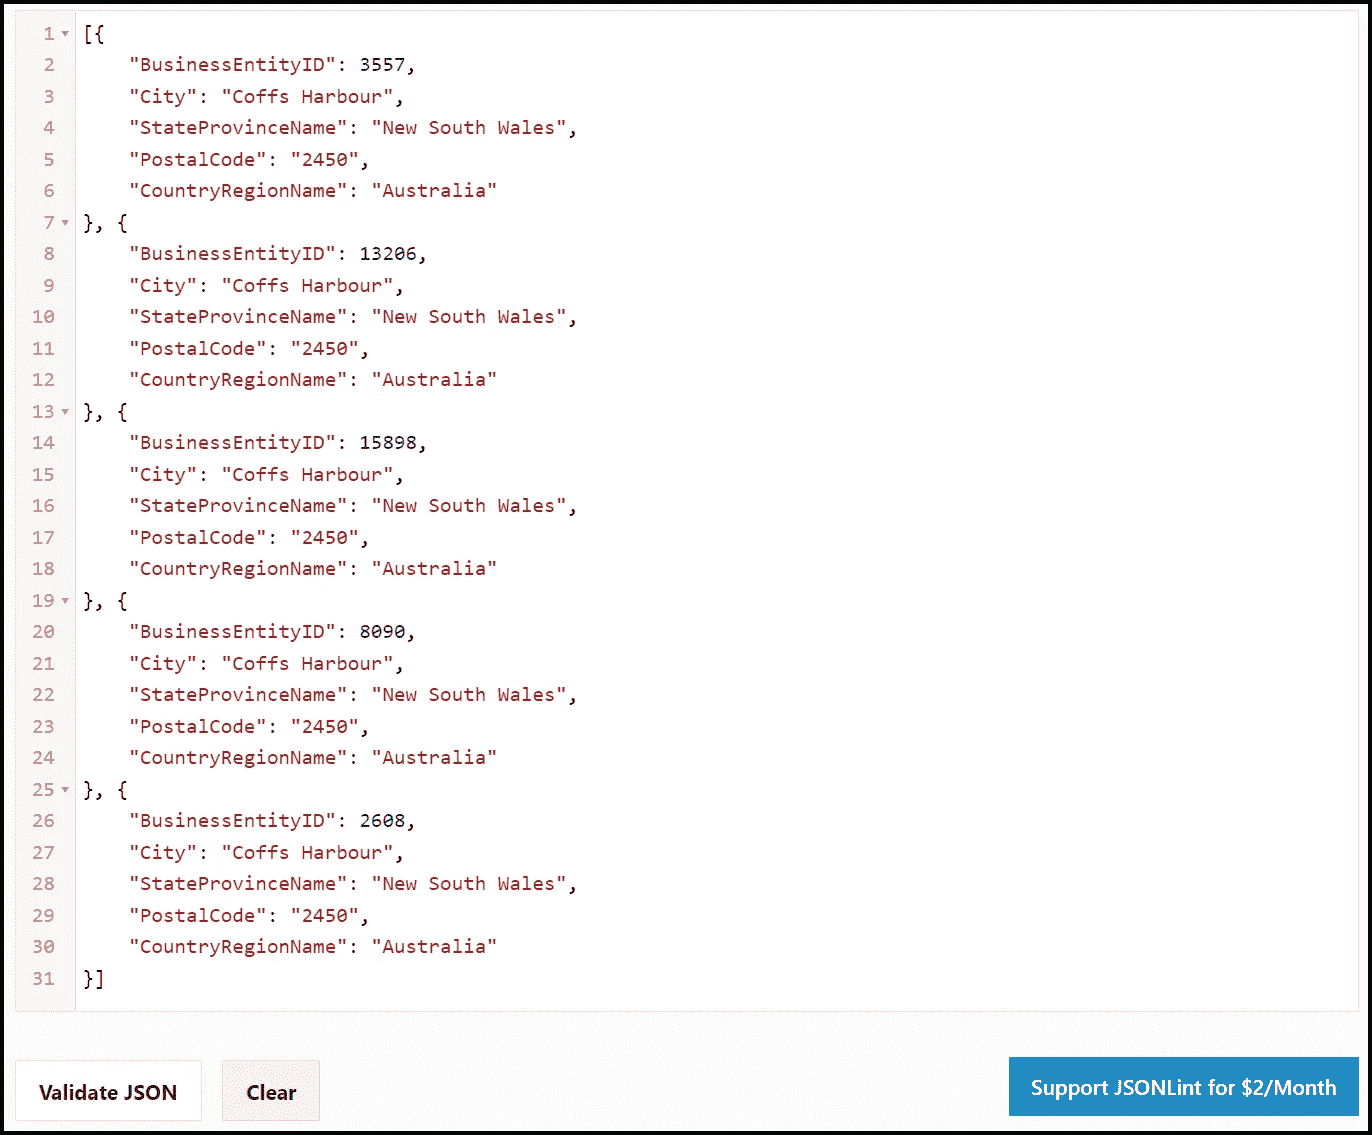 1 [{
2     "BusinessEntityID": 3557,
3     "City": "Coffs Harbour",
4     "StateProvinceName": "New South Wales",
5     "PostalCode": "2450",
6     "CountryRegionName": "Australia"
7 }, {
8     "BusinessEntityID": 13206,
9     "City": "Coffs Harbour",
10     "StateProvinceName": "New South Wales",
11     "PostalCode": "2450",
12     "CountryRegionName": "Australia"
13 }, {
14     "BusinessEntityID": 15898,
15     "City": "Coffs Harbour",
16     "StateProvinceName": "New South Wales",
17     "PostalCode": "2450",
18     "CountryRegionName": "Australia"
19 }, {
20     "BusinessEntityID": 8090,
21     "City": "Coffs Harbour",
22     "StateProvinceName": "New South Wales",
23     "PostalCode": "2450",
24     "CountryRegionName": "Australia"
25 }, {
26     "BusinessEntityID": 2608,
27     "City": "Coffs Harbour",
28     "StateProvinceName": "New South Wales",
29     "PostalCode": "2450",
30     "CountryRegionName": "Australia"
31 }]
Validate JSON
Clear
Support JSONLint for $2/Month